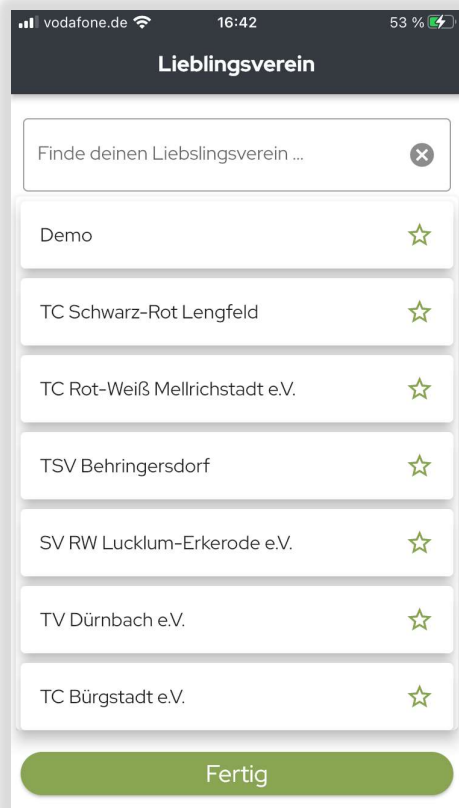 vodafone.de 16:42 53 %
Lieblingsverein
Finde deinen Liebslingsverein ...
Demo
TC Schwarz-Rot Lengfeld
TC Rot-Weiß Mellrichstadt e.V.
TSV Behringersdorf
SV RW Lucklum-Erkerode e.V.
TV Dürnbach e.V.
TC Bürgstadt e.V.
Fertig